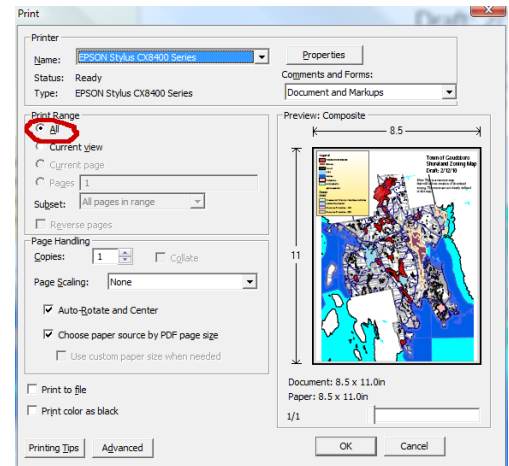 Print
Printer
Name: EPSON Stylus CX8400 Series
Properties
Status: Ready
Comments and Forms:
Type: EPSON Stylus CX8400 Series
Document and Markups
Print Range
All
Current view
Current page
Pages 1
Subset: All pages in range
Reverse pages
Page Handling
Copies: 1
Collate
Page Scaling: None
Auto-Rotate and Center
Choose paper source by PDF page size
Use custom paper size when needed
Print to file
Print color as black
Printing Tips
Advanced
Preview: Composite
8.5
11
Town of Gouldsboro
Shoreland Zoning Map
Draft: 2/12/10
Document: 8.5 x 11.0in
Paper: 8.5 x 11.0in
1/1
OK
Cancel